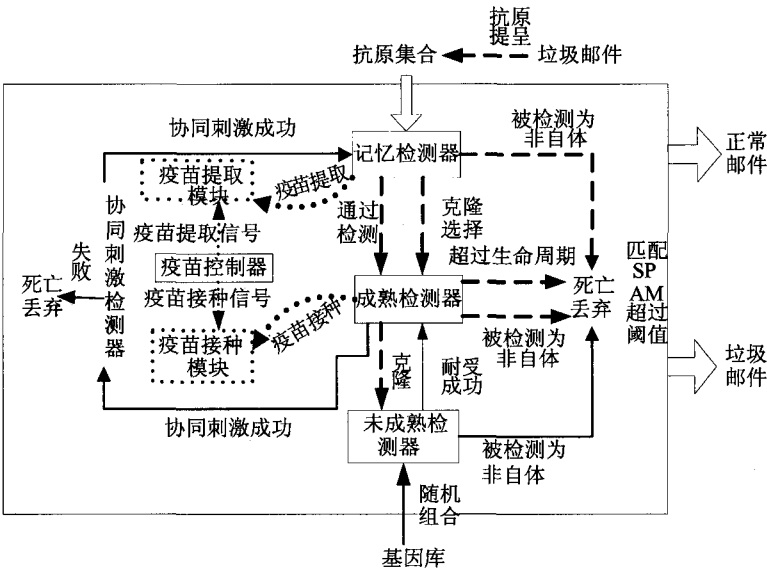 抗原
提呈
抗原集合
垃圾邮件
协同刺激成功
记忆检测器
被检测为
非自体
正常
邮件
疫苗提取
模块
疫苗提取
通过
检测
克隆
选择
协同刺激检测器
疫苗提取信号
失败
死亡
丢弃
疫苗控制器
疫苗接种信号
超过生命周期
成熟检测器
死亡
丢弃
匹配
SP
AM
超过
阈值
疫苗接种
疫苗接种
模块
被检测为
非自体
克隆
耐受
成功
垃圾
邮件
协同刺激成功
未成熟检
测器
被检测为
非自体
随机
组合
基因库